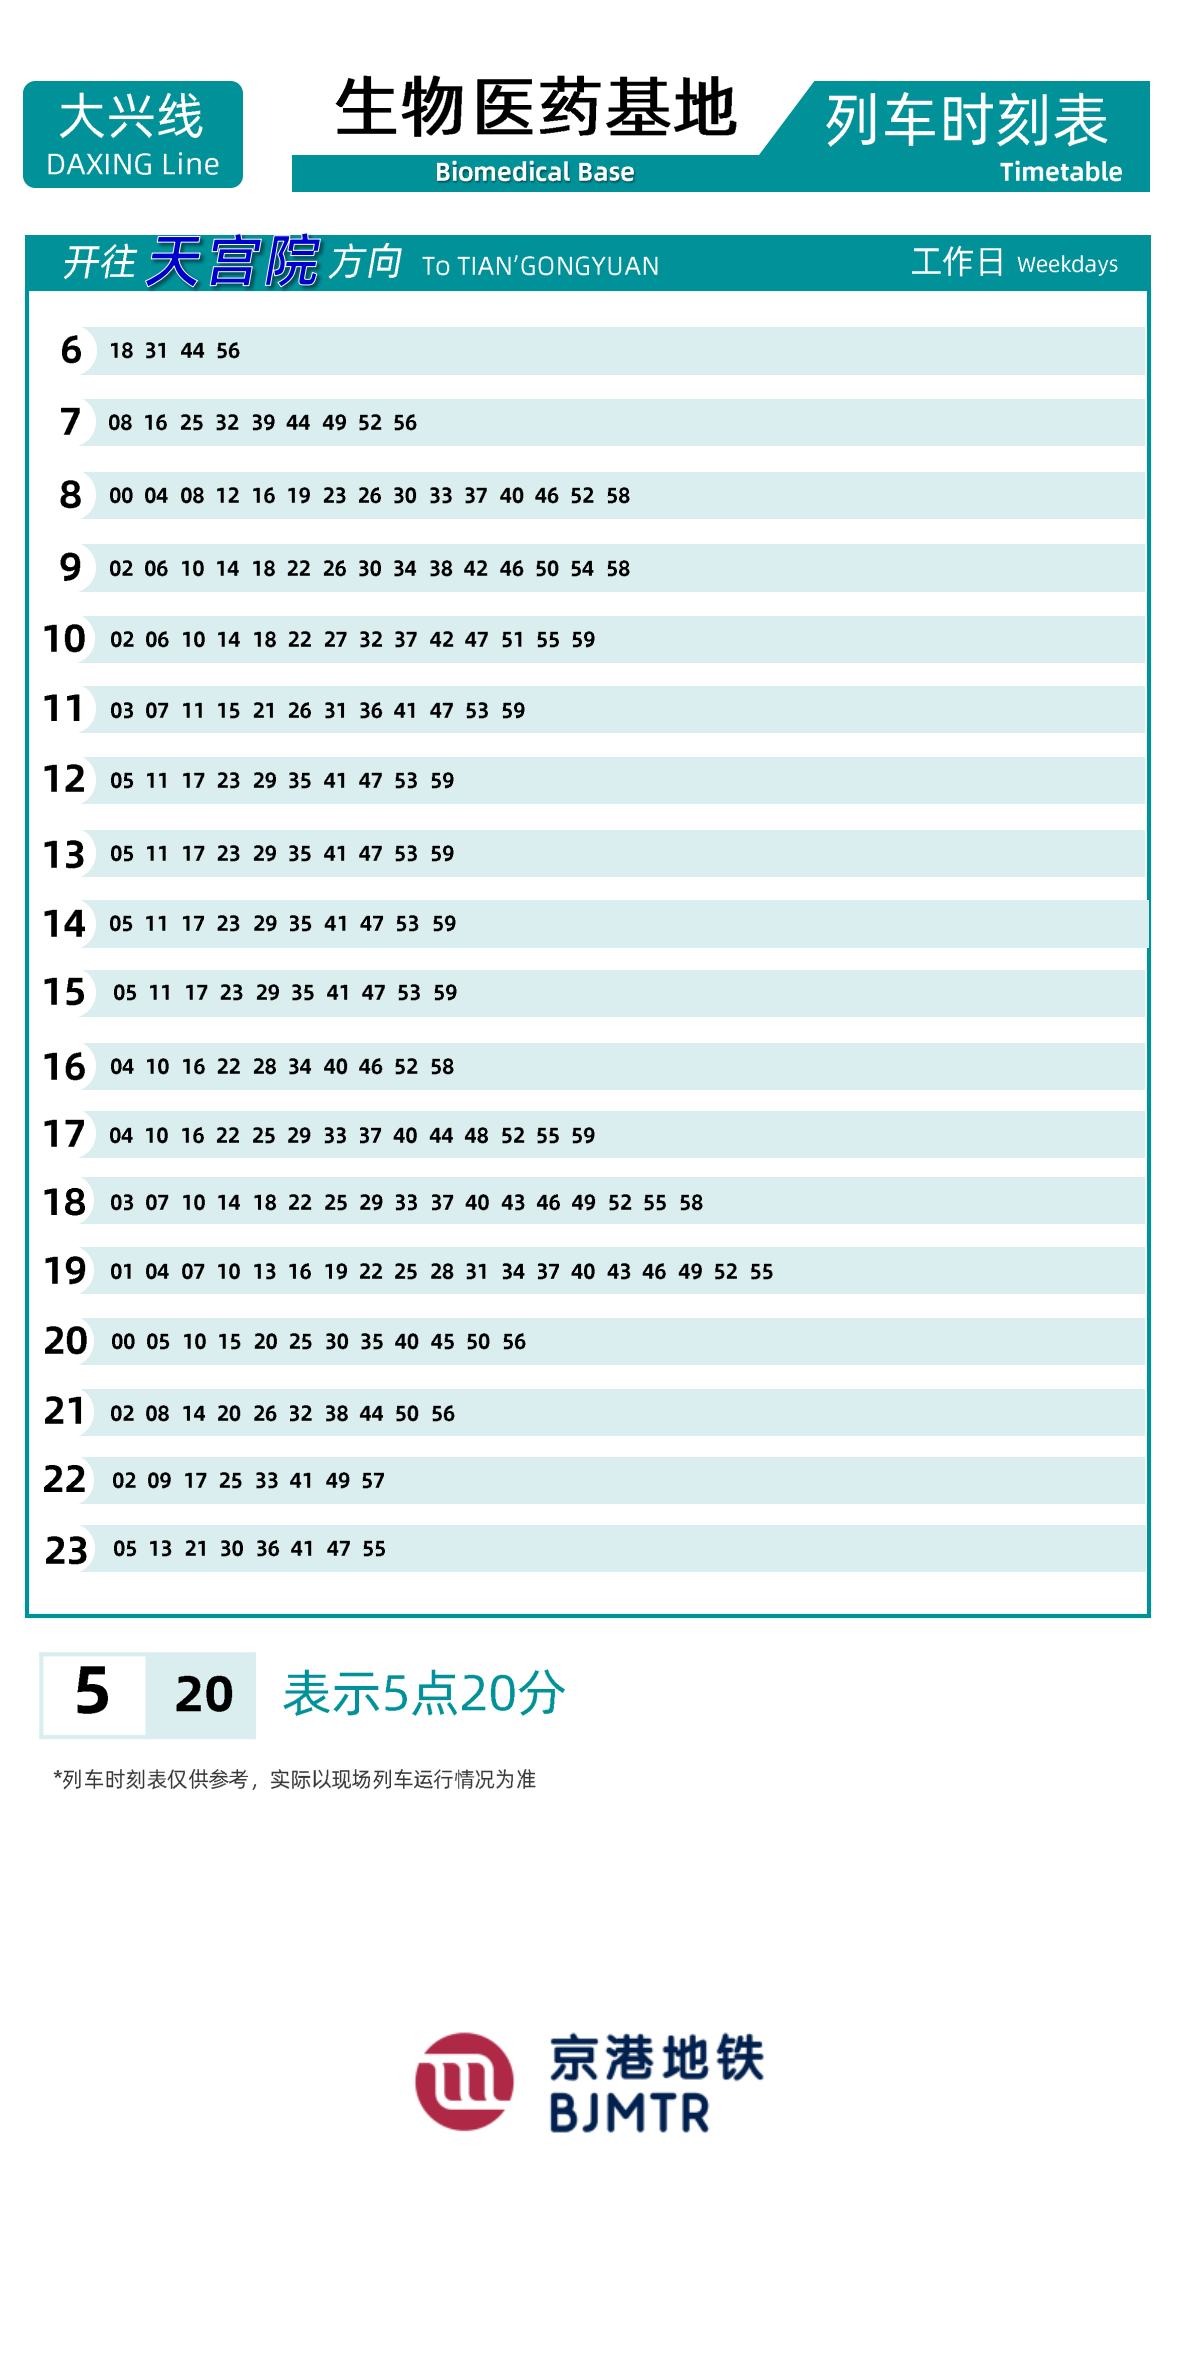 大兴线
DAXING Line
生物医药基地
Biomedical Base
列车时刻表
Timetable
开往 天宫院 方向 To TIAN'GONGYUAN 工作日 Weekdays
6 18 31 44 56
7 08 16 25 32 39 44 49 52 56
8 00 04 08 12 16 19 23 26 30 33 37 40 46 52 58
9 02 06 10 14 18 22 26 30 34 38 42 46 50 54 58
10 02 06 10 14 18 22 27 32 37 42 47 51 55 59
11 03 07 11 15 21 26 31 36 41 47 53 59
12 05 11 17 23 29 35 41 47 53 59
13 05 11 17 23 29 35 41 47 53 59
14 05 11 17 23 29 35 41 47 53 59
15 05 11 17 23 29 35 41 47 53 59
16 04 10 16 22 28 34 40 46 52 58
17 04 10 16 22 25 29 33 37 40 44 48 52 55 59
18 03 07 10 14 18 22 25 29 33 37 40 43 46 49 52 55 58
19 01 04 07 10 13 16 19 22 25 28 31 34 37 40 43 46 49 52 55
20 00 05 10 15 20 25 30 35 40 45 50 56
21 02 08 14 20 26 32 38 44 50 56
22 02 09 17 25 33 41 49 57
23 05 13 21 30 36 41 47 55
5 20 表示5点20分
*列车时刻表仅供参考，实际以现场列车运行情况为准
京港地铁
BJMTR